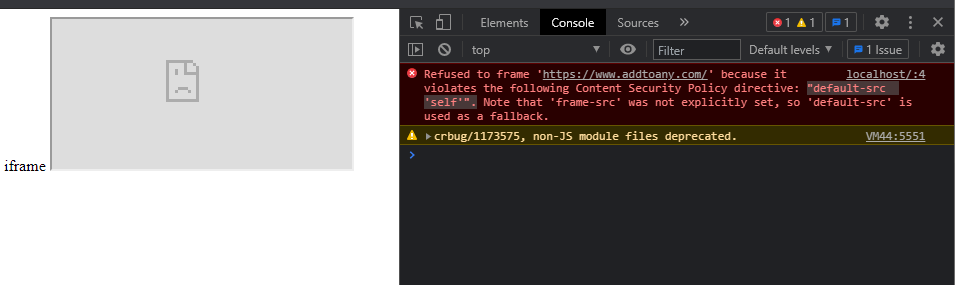 iframe
Elements Console Sources
1 1 1
top Filter Default levels 1 Issue
Refused to frame 'https://www.addtoany.com/' because it localhost/:4
violates the following Content Security Policy directive: "default-src
'self'". Note that 'frame-src' was not explicitly set, so 'default-src' is
used as a fallback.
crbug/1173575, non-JS module files deprecated. VM44:5551